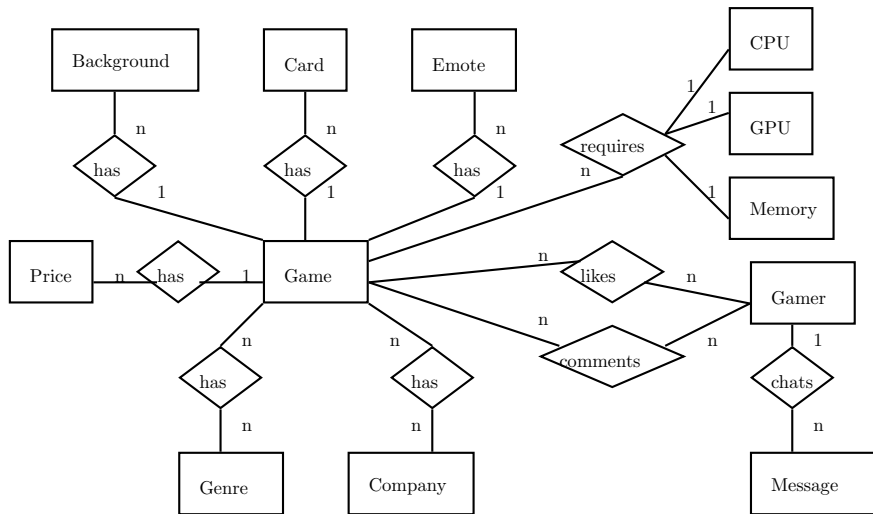 CPU
Background
Card
Emote
1
1
GPU
n
n
n
requires
has
has
has
n
1
Memory
1
1
1
n
Price
n
has
1
Game
likes
n
Gamer
n
n
n
1
n
comments
has
has
chats
n
n
n
Genre
Company
Message